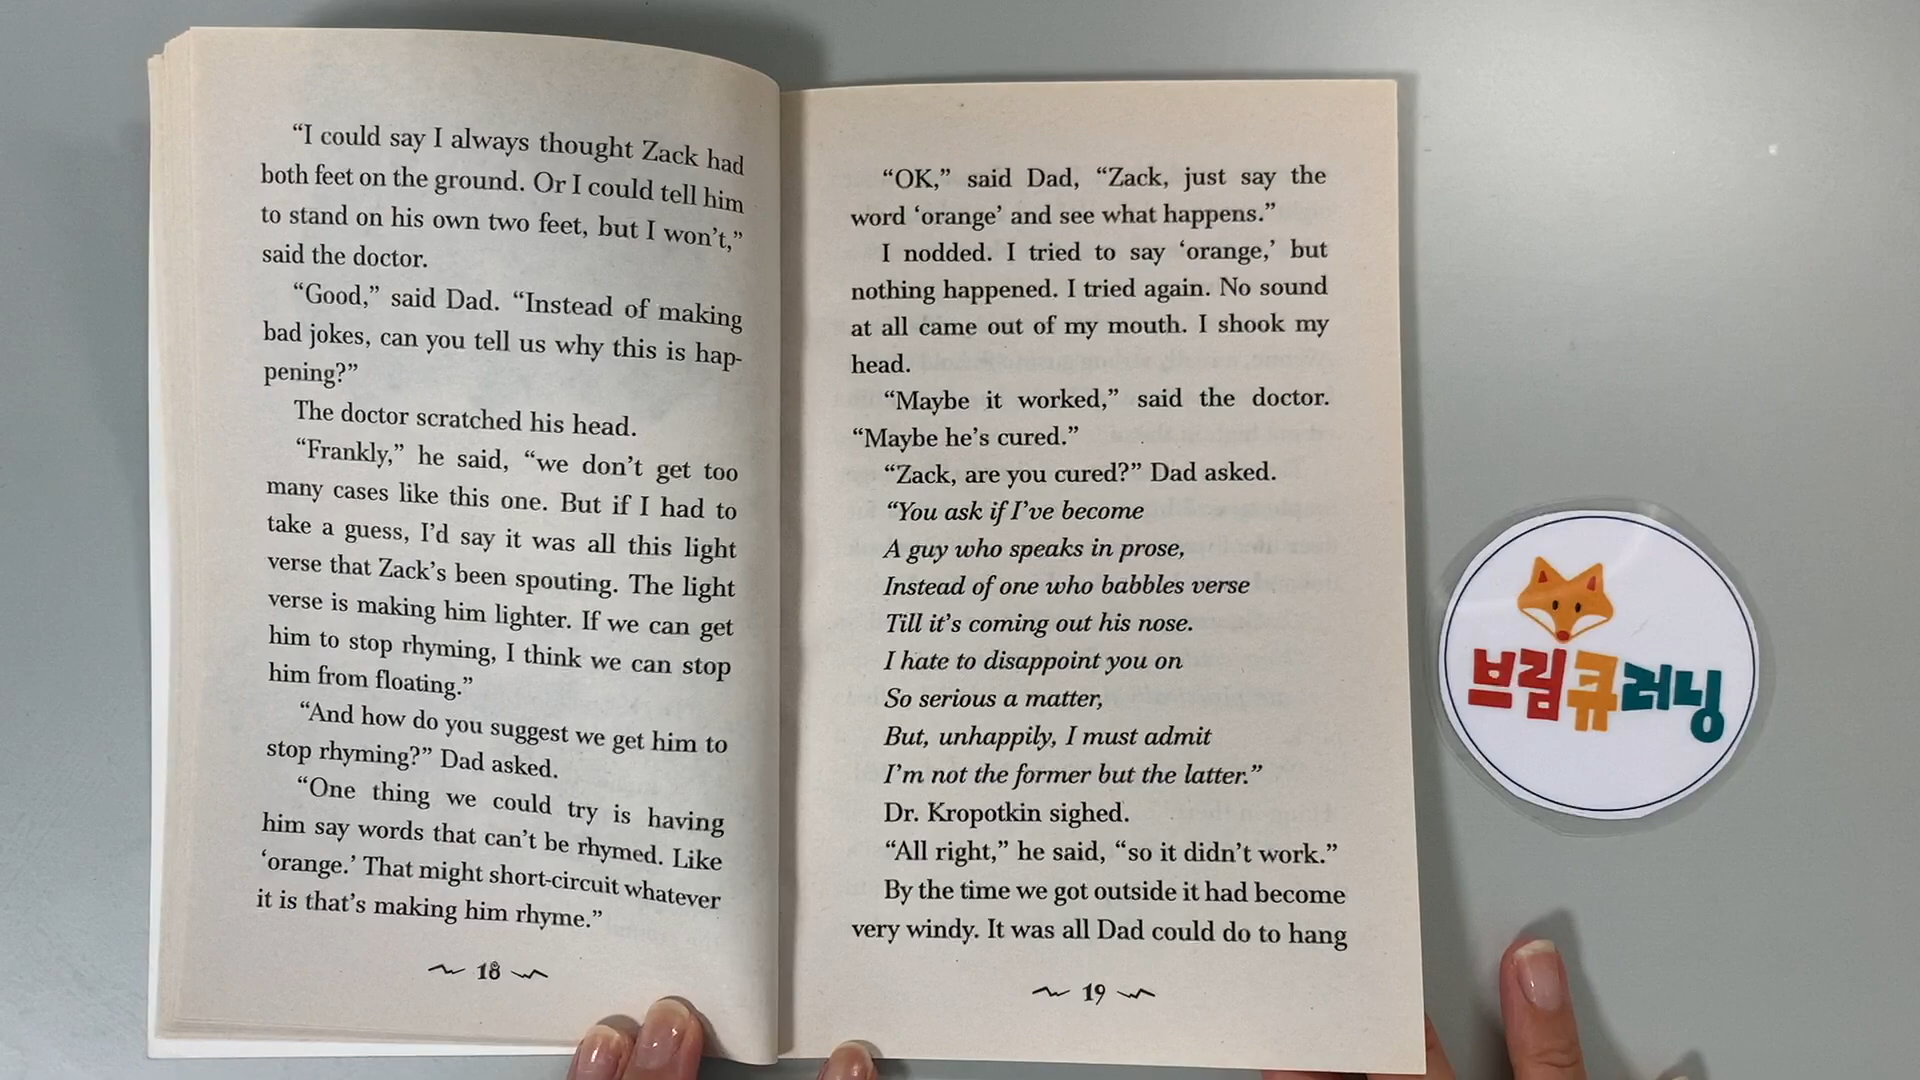 “I could say I always thought Zack had
both feet on the ground. Or I could tell him
to stand on his own two feet, but I won’t,”
said the doctor.
“Good,” said Dad. “Instead of making
bad jokes, can you tell us why this is hap-
pening?”
The doctor scratched his head.
“Frankly,” he said, “we don’t get too
many cases like this one. But if I had to
take a guess, I’d say it was all this light
verse that Zack’s been spouting. The light
verse is making him lighter. If we can get
him to stop rhyming, I think we can stop
him from floating.”
“And how do you suggest we get him to
stop rhyming?” Dad asked.
“One thing we could try is having
him say words that can’t be rhymed. Like
‘orange.’ That might short-circuit whatever
it is that’s making him rhyme.”
18
“OK,” said Dad, “Zack, just say the
word ‘orange’ and see what happens.”
I nodded. I tried to say ‘orange,’ but
nothing happened. I tried again. No sound
at all came out of my mouth. I shook my
head.
“Maybe it worked,” said the doctor.
“Maybe he’s cured.”
“Zack, are you cured?” Dad asked.
“You ask if I’ve become
A guy who speaks in prose,
Instead of one who babbles verse
Till it’s coming out his nose.
I hate to disappoint you on
So serious a matter,
But, unhappily, I must admit
I’m not the former but the latter.”
Dr. Kropotkin sighed.
“All right,” he said, “so it didn’t work.”
By the time we got outside it had become
very windy. It was all Dad could do to hang
19
브림큐러닝